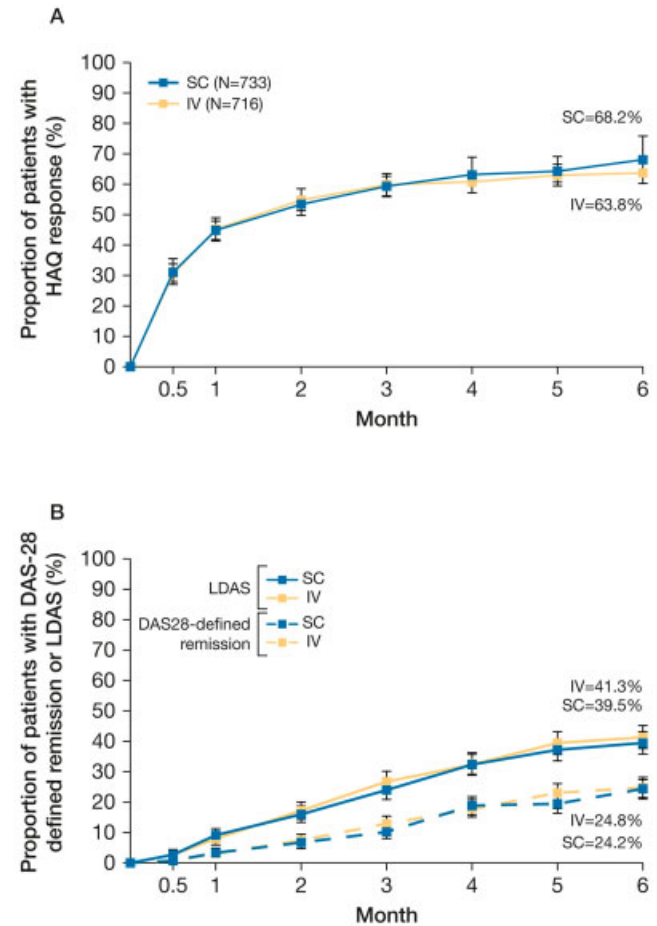 A
Proportion of patients with
HAQ response (%)
100
90
80
70
60
50
40
30
20
10
0
SC (N=733)
IV (N=716)
SC=68.2%
IV=63.8%
0.5 1 2 3 4 5 6
Month
B
Proportion of patients with DAS-28
defined remission or LDAS (%)
100
90
80
70
60
50
40
30
20
10
0
LDAS
SC
IV
DAS28-defined
remission
SC
IV
IV=41.3%
SC=39.5%
IV=24.8%
SC=24.2%
0.5 1 2 3 4 5 6
Month